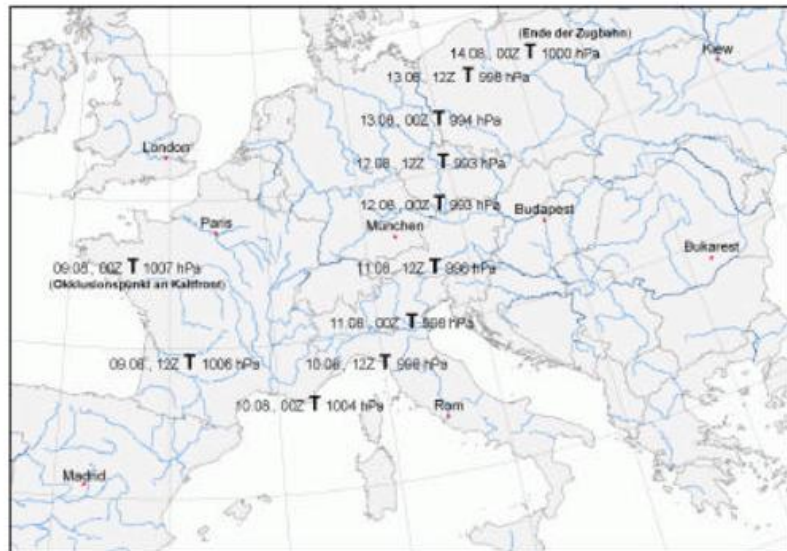 (Ende der Zugbahn)
14.08., 00Z T 1000 hPa
Kiew
13.08., 12Z T 998 hPa
13.08., 00Z T 994 hPa
London
12.08., 12Z T 993 hPa
12.08., 00Z T 993 hPa
Budapest
Paris
München
Bukarest
09.08., 00Z T 1007 hPa
11.08., 12Z T 996 hPa
(Okklusionspunkt an Kaltfront)
11.08., 00Z T 998 hPa
09.08., 12Z T 1006 hPa
10.08., 12Z T 998 hPa
10.08., 00Z T 1004 hPa
Rom
Madrid